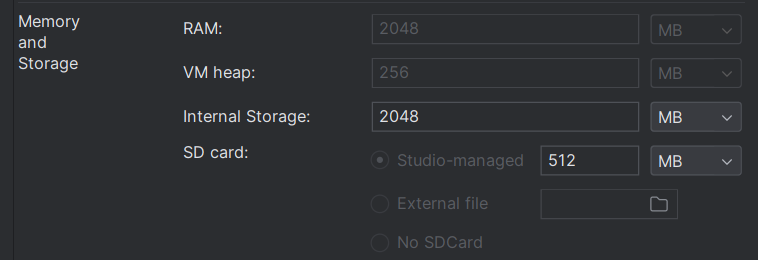 Memory and Storage
RAM: 2048 MB
VM heap: 256 MB
Internal Storage: 2048 MB
SD card: Studio-managed 512 MB
External file
No SDCard